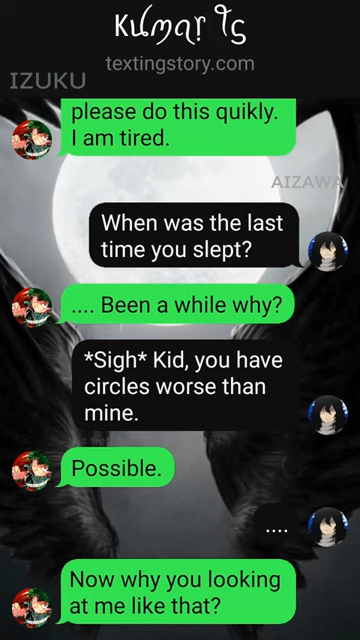 Kumar Ts
textingstory.com
IZUKU
AIZAWA
please do this quikly.
I am tired.
AIZAWA
When was the last
time you slept?
.... Been a while why?
*Sigh* Kid, you have
circles worse than
mine.
Possible.
....
Now why you looking
at me like that?